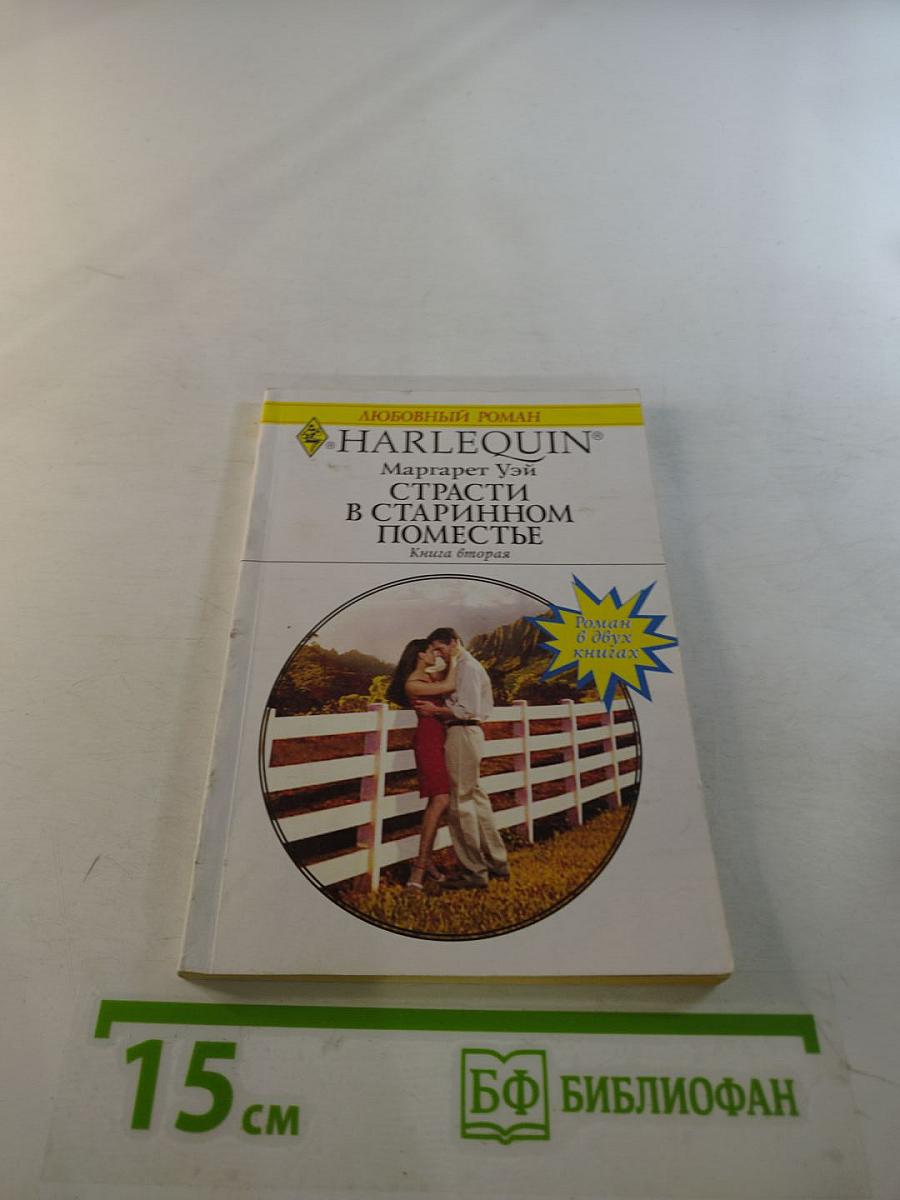 ЛЮБОВНЫЙ РОМАН
® HARLEQUIN®
Маргарет Уэй
СТРАСТИ
В СТАРИННОМ
ПОМЕСТЬЕ
Книга вторая
Роман
в двух
книгах
15 см
БФ БИБЛИОФАН